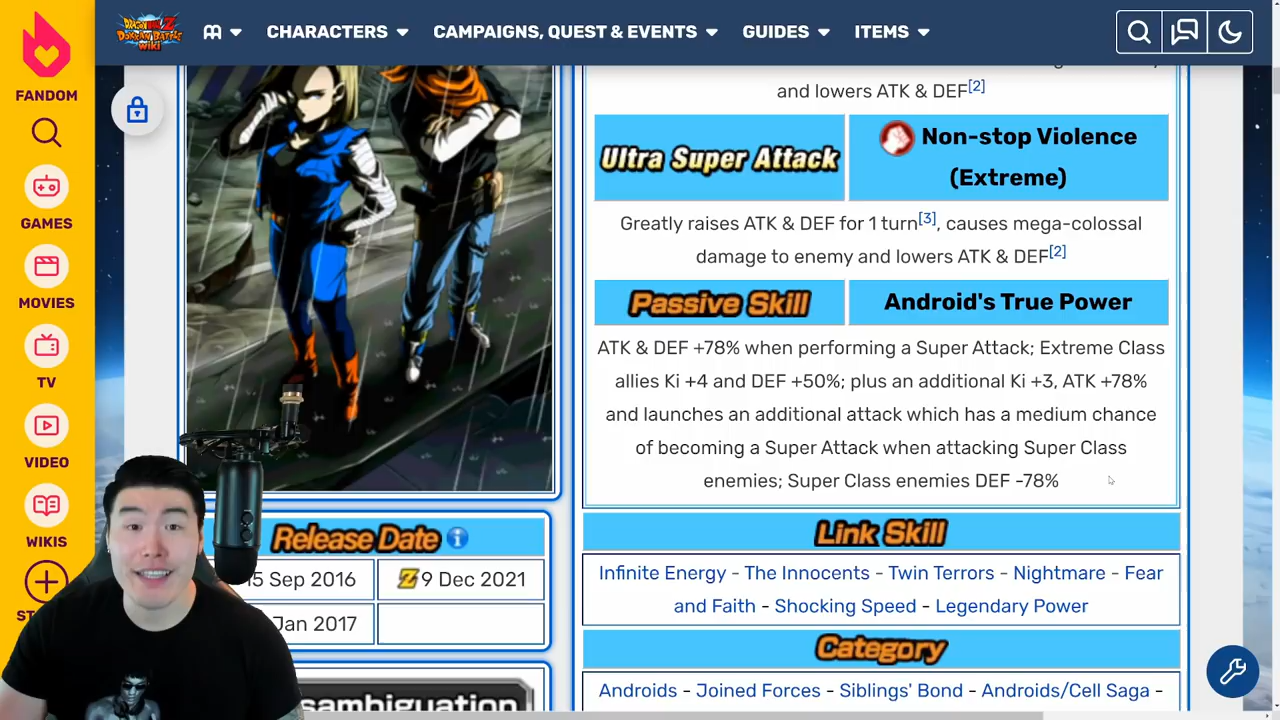 DRAGON BALL Z
DOKKAN BATTLE
WIKI
CHARACTERS
CAMPAIGNS, QUEST & EVENTS
GUIDES
ITEMS
FANDOM
GAMES
MOVIES
TV
VIDEO
WIKIS
and lowers ATK & DEF[2]
Ultra Super Attack
Non-stop Violence
(Extreme)
Greatly raises ATK & DEF for 1 turn[3], causes mega-colossal
damage to enemy and lowers ATK & DEF[2]
Passive Skill
Android's True Power
ATK & DEF +78% when performing a Super Attack; Extreme Class
allies Ki +4 and DEF +50%; plus an additional Ki +3, ATK +78%
and launches an additional attack which has a medium chance
of becoming a Super Attack when attacking Super Class
enemies; Super Class enemies DEF -78%
Release Date
15 Sep 2016
Z 9 Dec 2021
Jan 2017
Link Skill
Infinite Energy - The Innocents - Twin Terrors - Nightmare - Fear
and Faith - Shocking Speed - Legendary Power
Category
Androids - Joined Forces - Siblings' Bond - Androids/Cell Saga -